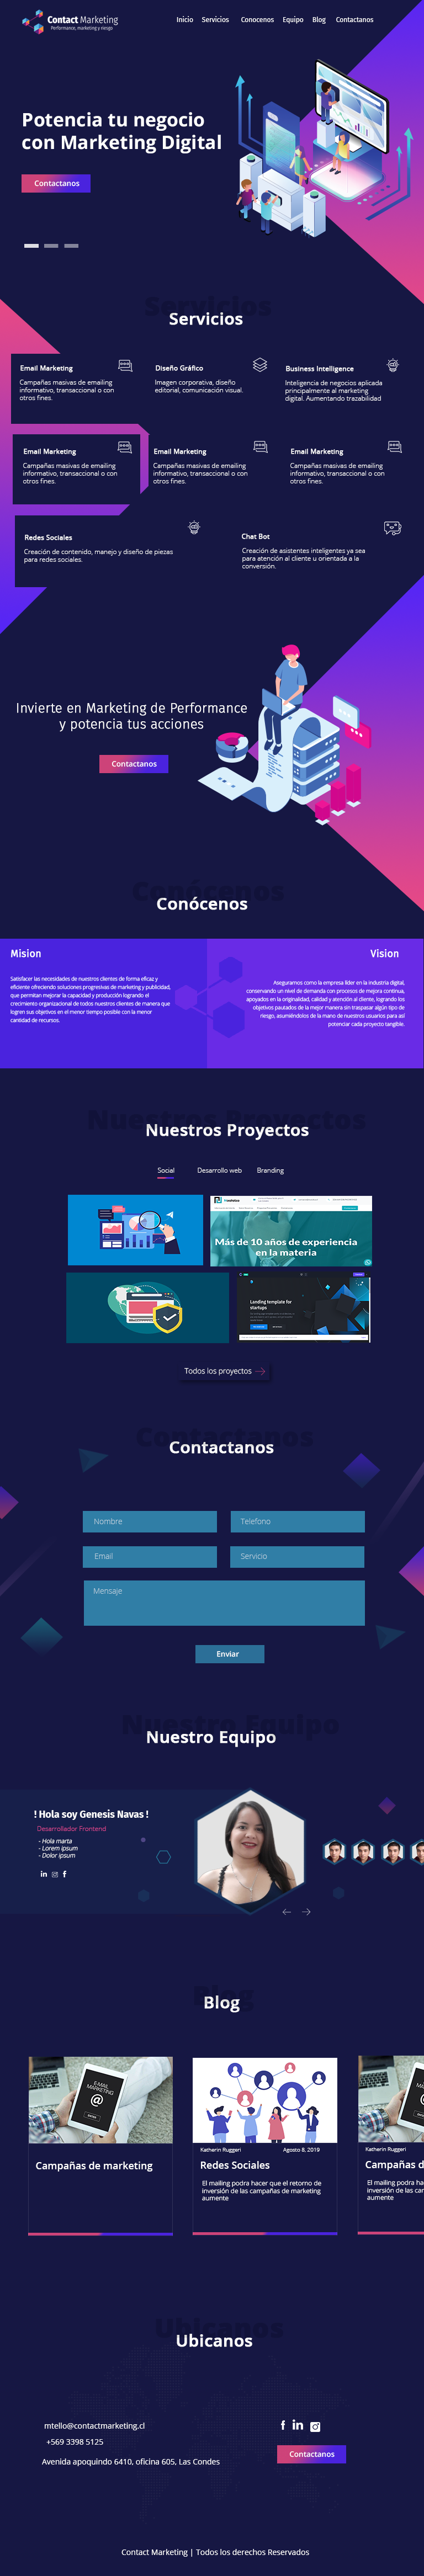 Contact Marketing
Performance, marketing y riesgo
Inicio Servicios Conocenos Equipo Blog Contactanos
Potencia tu negocio
con Marketing Digital
Contactanos
Servicios
Servicios
Email Marketing
Campañas masivas de emailing
informativo, transaccional o con
otros fines.
Diseño Gráfico
Imagen corporativa, diseño
editorial, comunicación visual.
Business Intelligence
Inteligencia de negocios aplicada
principalmente al marketing
digital. Aumentando trazabilidad
Email Marketing
Campañas masivas de emailing
informativo, transaccional o con
otros fines.
Email Marketing
Campañas masivas de emailing
informativo, transaccional o con
otros fines.
Email Marketing
Campañas masivas de emailing
informativo, transaccional o con
otros fines.
Redes Sociales
Creación de contenido, manejo y diseño de piezas
para redes sociales.
Chat Bot
Creación de asistentes inteligentes ya sea
para atención al cliente u orientada a la
conversión.
Invierte en Marketing de Performance
y potencia tus acciones
Contactanos
Conócenos
Conócenos
Mision
Satisfacer las necesidades de nuestros clientes de forma eficaz y
eficiente ofreciendo soluciones progresivas de marketing y publicidad,
que permitan mejorar la capacidad y producción logrando el
crecimiento organizacional de todos nuestros clientes de manera que
logren sus objetivos en el menor tiempo posible con la menor
cantidad de recursos.
Vision
Asegurarnos como la empresa líder en la industria digital,
conservando un nivel de demanda con procesos de mejora continua,
apoyados en la originalidad, calidad y atención al cliente, logrando los
objetivos pautados de la mejor manera sin traspasar algún tipo de
riesgo, asumiéndolos de la mano de nuestros usuarios para así
potenciar cada proyecto tangible.
Nuestros Proyectos
Nuestros Proyectos
Social Desarrollo web Branding
Más de 10 años de experiencia
en la materia
Landing template for
startups
Todos los proyectos
Contactanos
Contactanos
Nombre
Telefono
Email
Servicio
Mensaje
Enviar
Nuestro Equipo
Nuestro Equipo
! Hola soy Genesis Navas !
Desarrollador Frontend
- Hola marta
- Lorem ipsum
- Dolor ipsum
Blog
Blog
E-MAIL
MARKETING
@
Campañas de marketing
Katherin Ruggeri Agosto 8, 2019
Redes Sociales
El mailing podra hacer que el retorno de
inversión de las campañas de marketing
aumente
Katherin Ruggeri
Campañas d
El mailing podra ha
inversión de las car
aumente
Ubicanos
Ubicanos
mtello@contactmarketing.cl
+569 3398 5125
Avenida apoquindo 6410, oficina 605, Las Condes
Contactanos
Contact Marketing | Todos los derechos Reservados